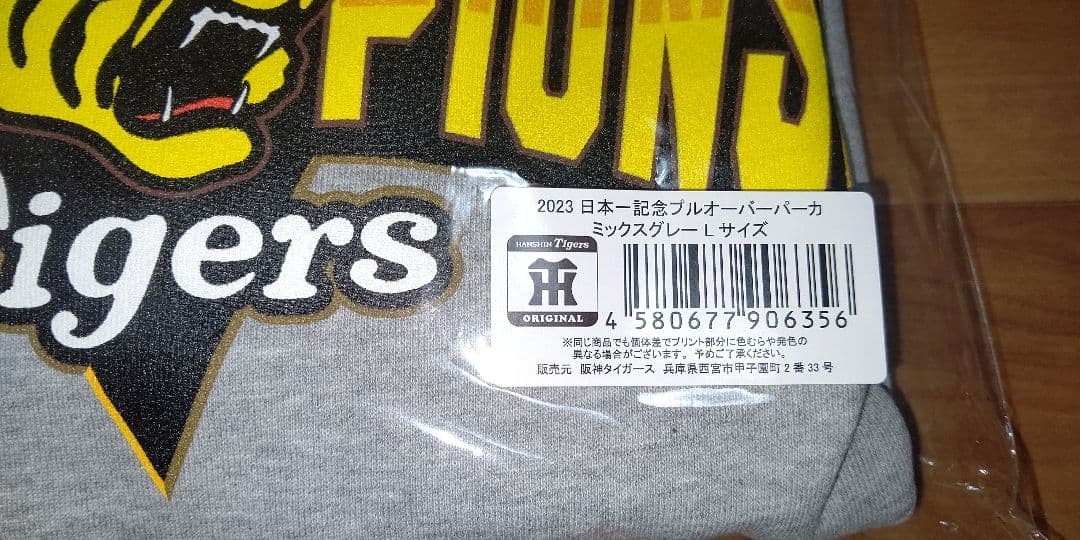 PIONS
Tigers
2023 日本一記念プルオーバーパーカ
ミックスグレー L サイズ
HANSHIN Tigers
ORIGINAL
4 580677 906356
※同じ商品でも個体差でプリント部分に色むらや発色の
異なる場合がございます。予めご了承ください。
販売元 阪神タイガース 兵庫県西宮市甲子園町2番33号